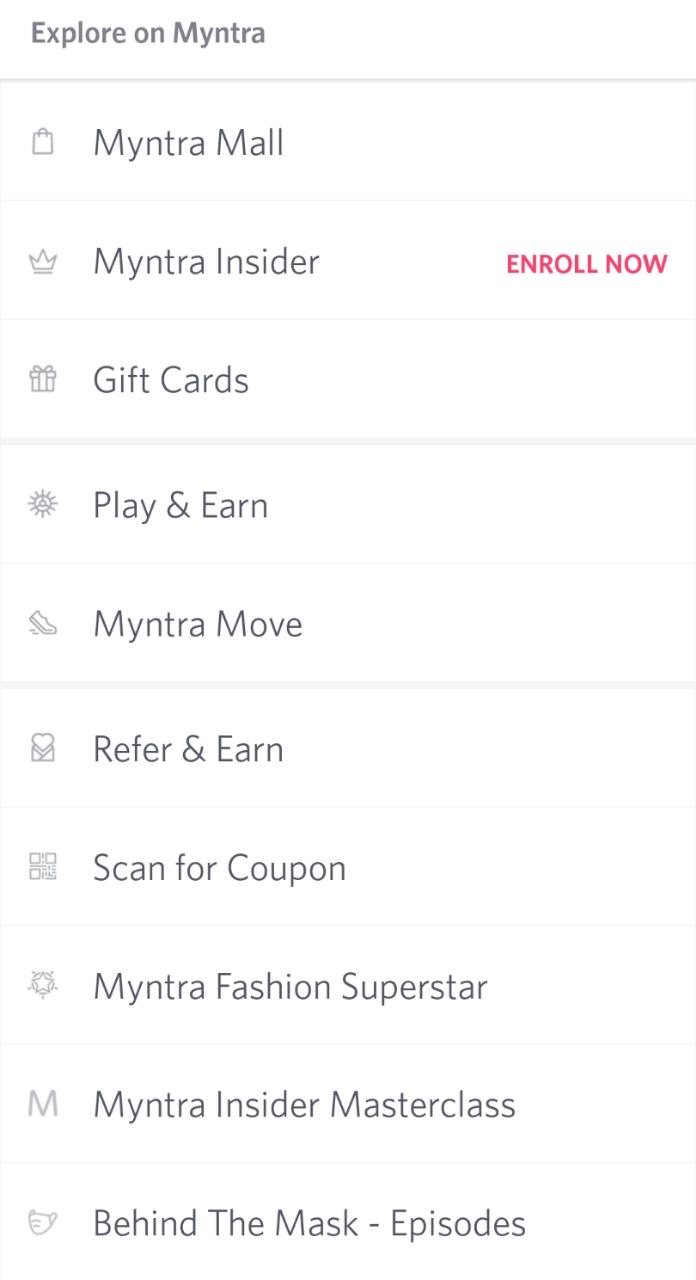 Explore on Myntra
Myntra Mall
Myntra Insider ENROLL NOW
Gift Cards
Play & Earn
Myntra Move
Refer & Earn
Scan for Coupon
Myntra Fashion Superstar
M Myntra Insider Masterclass
Behind The Mask - Episodes